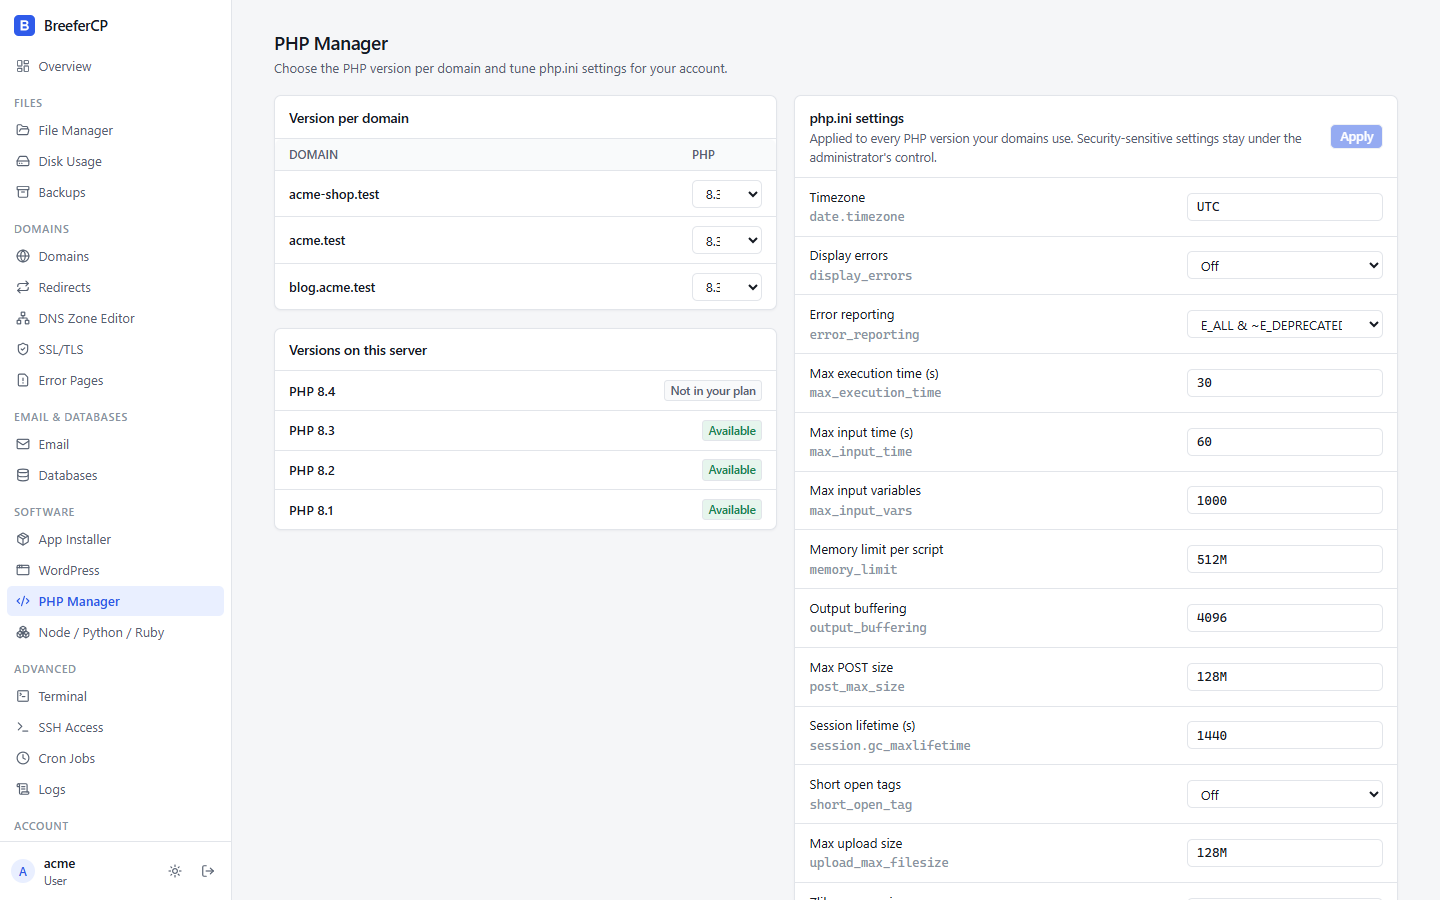 B BreeferCP
Overview
FILES
File Manager
Disk Usage
Backups
DOMAINS
Domains
Redirects
DNS Zone Editor
SSL/TLS
Error Pages
EMAIL & DATABASES
Email
Databases
SOFTWARE
App Installer
WordPress
PHP Manager
Node / Python / Ruby
ADVANCED
Terminal
SSH Access
Cron Jobs
Logs
ACCOUNT
A acme
User
PHP Manager
Choose the PHP version per domain and tune php.ini settings for your account.
Version per domain
DOMAIN PHP
acme-shop.test 8.3
acme.test 8.3
blog.acme.test 8.3
Versions on this server
PHP 8.4 Not in your plan
PHP 8.3 Available
PHP 8.2 Available
PHP 8.1 Available
php.ini settings
Applied to every PHP version your domains use. Security-sensitive settings stay under the
administrator's control.
Apply
Timezone
date.timezone
UTC
Display errors
display_errors
Off
Error reporting
error_reporting
E_ALL & ~E_DEPRECATED
Max execution time (s)
max_execution_time
30
Max input time (s)
max_input_time
60
Max input variables
max_input_vars
1000
Memory limit per script
memory_limit
512M
Output buffering
output_buffering
4096
Max POST size
post_max_size
128M
Session lifetime (s)
session.gc_maxlifetime
1440
Short open tags
short_open_tag
Off
Max upload size
upload_max_filesize
128M